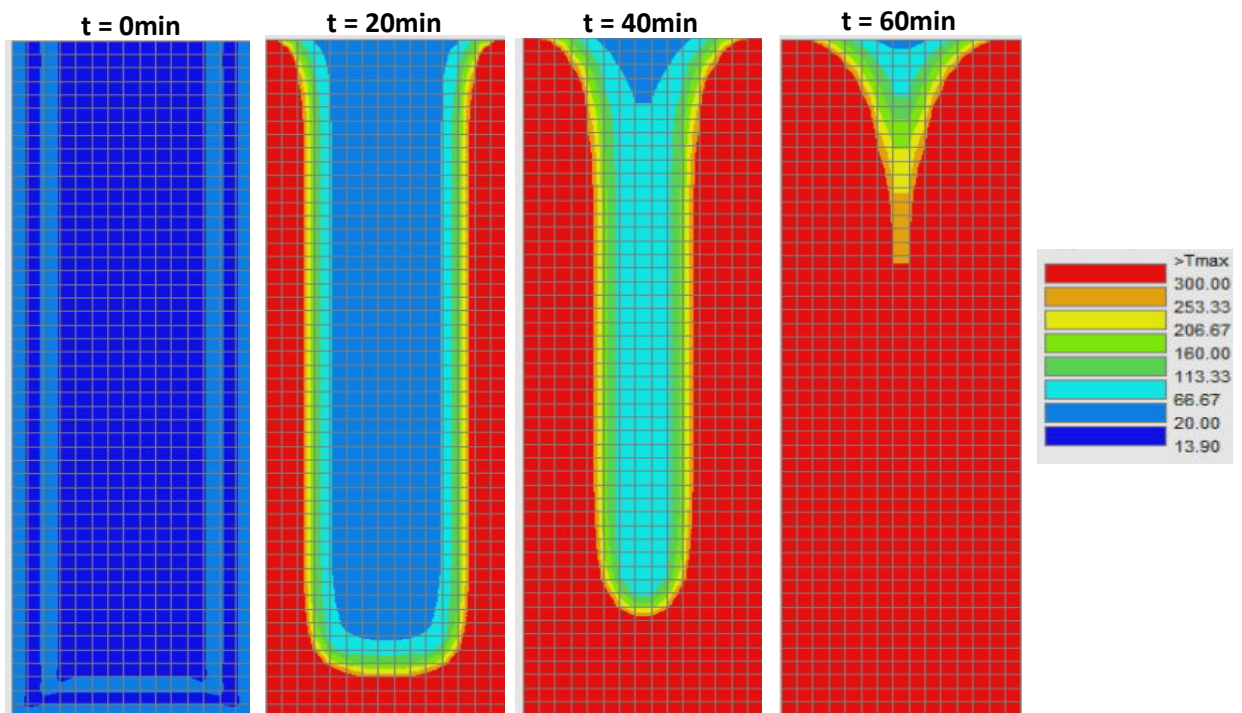 t = 0min
t = 20min
t = 40min
t = 60min
>Tmax
300.00
253.33
206.67
160.00
113.33
66.67
20.00
13.90